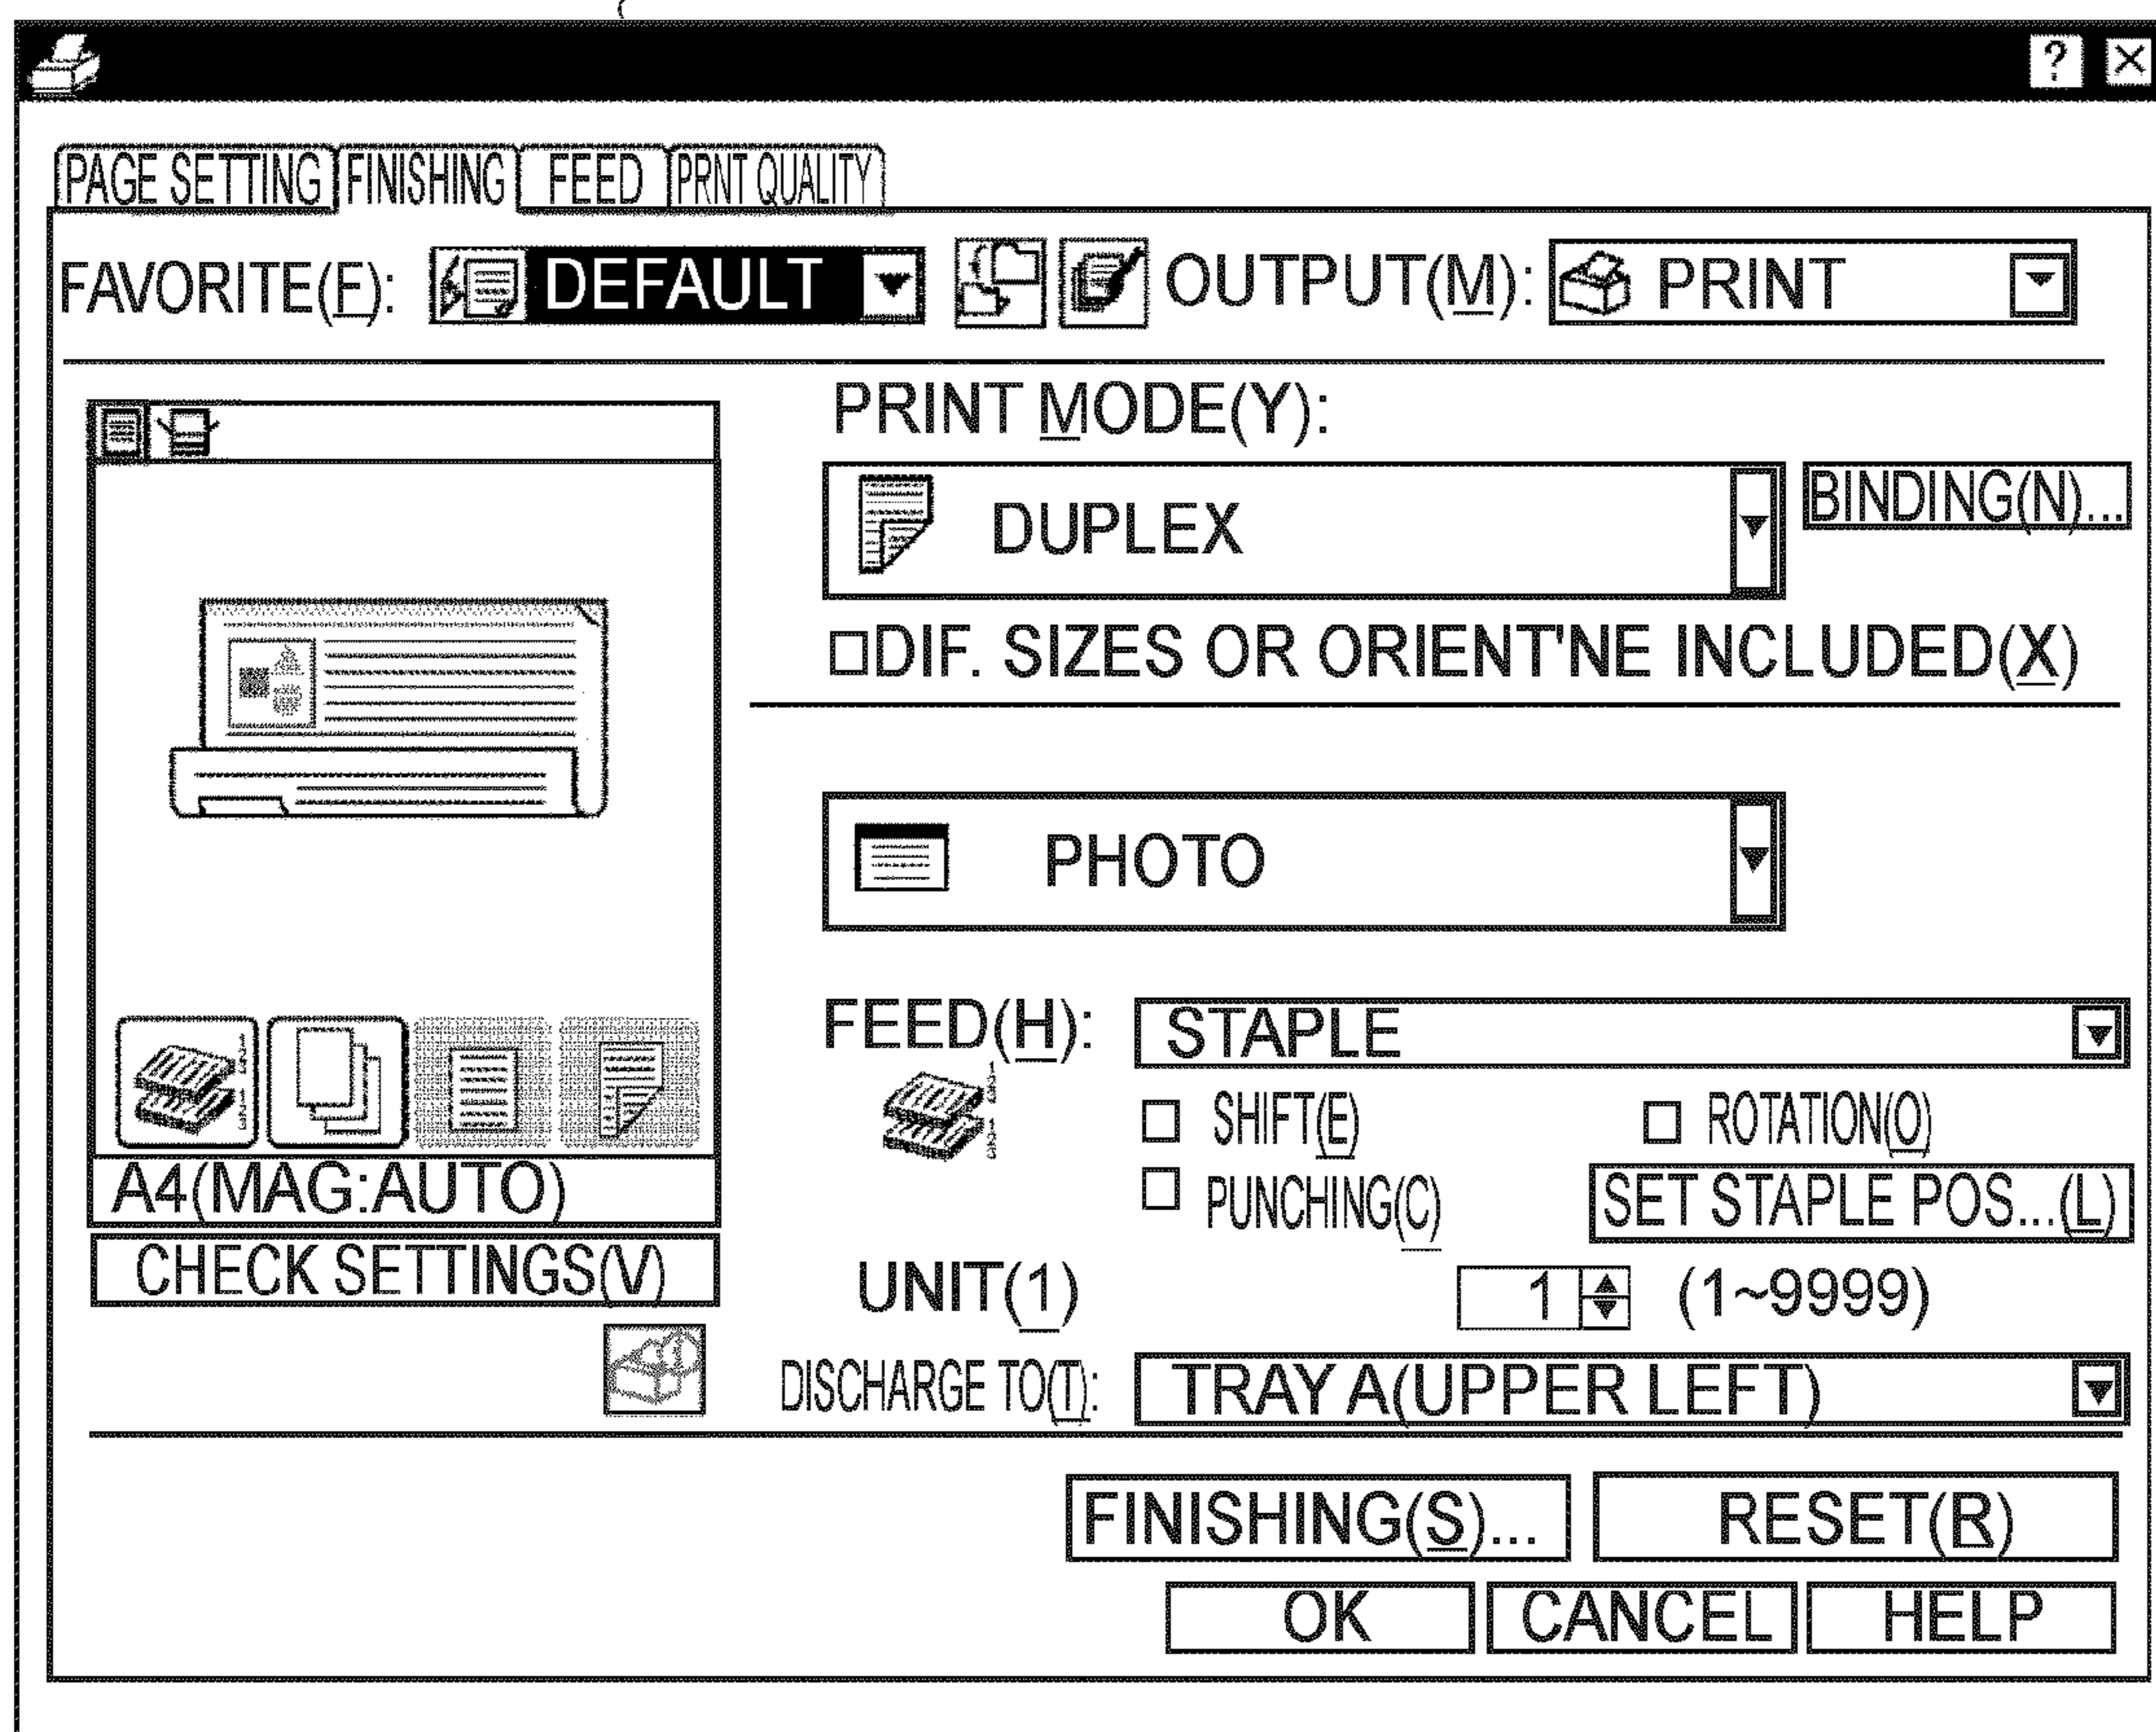 ?
PAGE SETTING FINISHING FEED PRNT QUALITY
FAVORITE(F): DEFAULT OUTPUT(M): PRINT
PRINT MODE(Y):
DUPLEX BINDING(N)...
DIF. SIZES OR ORIENT'NE INCLUDED(X)
PHOTO
FEED(H): STAPLE
SHIFT(E) ROTATION(O)
A4(MAG:AUTO) PUNCHING(C) SET STAPLE POS...(L)
CHECK SETTINGS(V) UNIT(1) 1 (1~9999)
DISCHARGE TO(T): TRAY A(UPPER LEFT)
FINISHING(S)... RESET(R)
OK CANCEL HELP